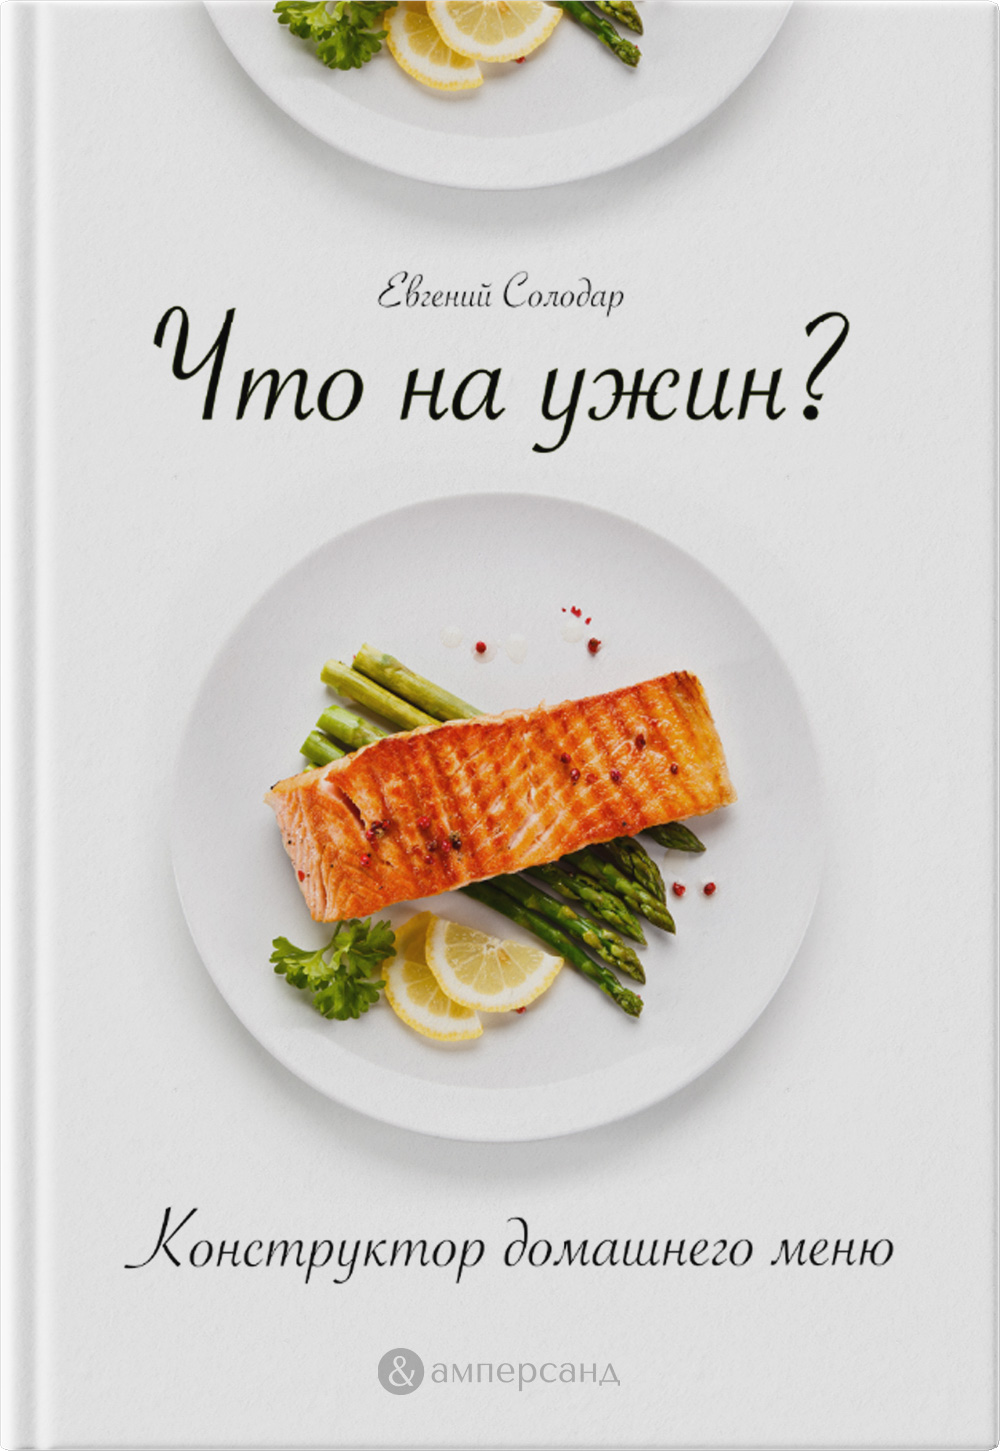 Евгений Солодар
Что на ужин?
Конструктор домашнего меню
& амперсанд